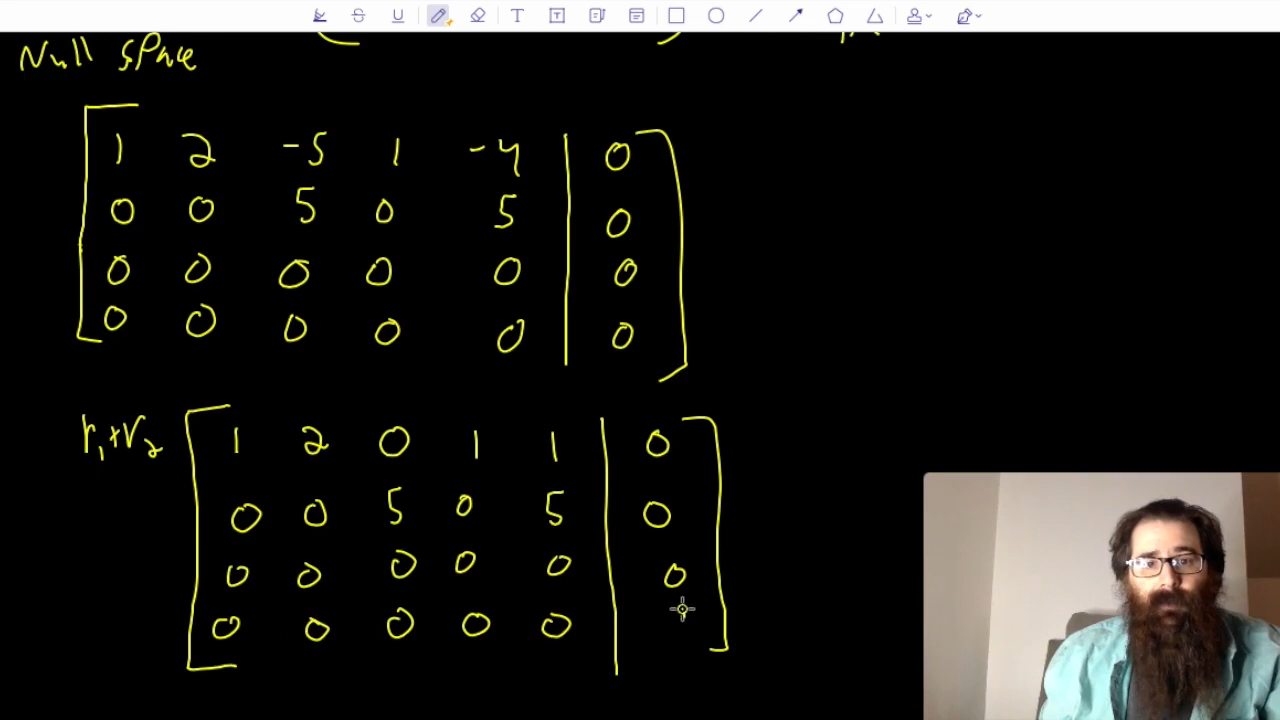 Null space
1 2 -5 1 -4 | 0
0 0 5 0 5 | 0
0 0 0 0 0 | 0
0 0 0 0 0 | 0
r₁+r₂ 1 2 0 1 1 | 0
0 0 5 0 5 | 0
0 0 0 0 0 | 0
0 0 0 0 0 |